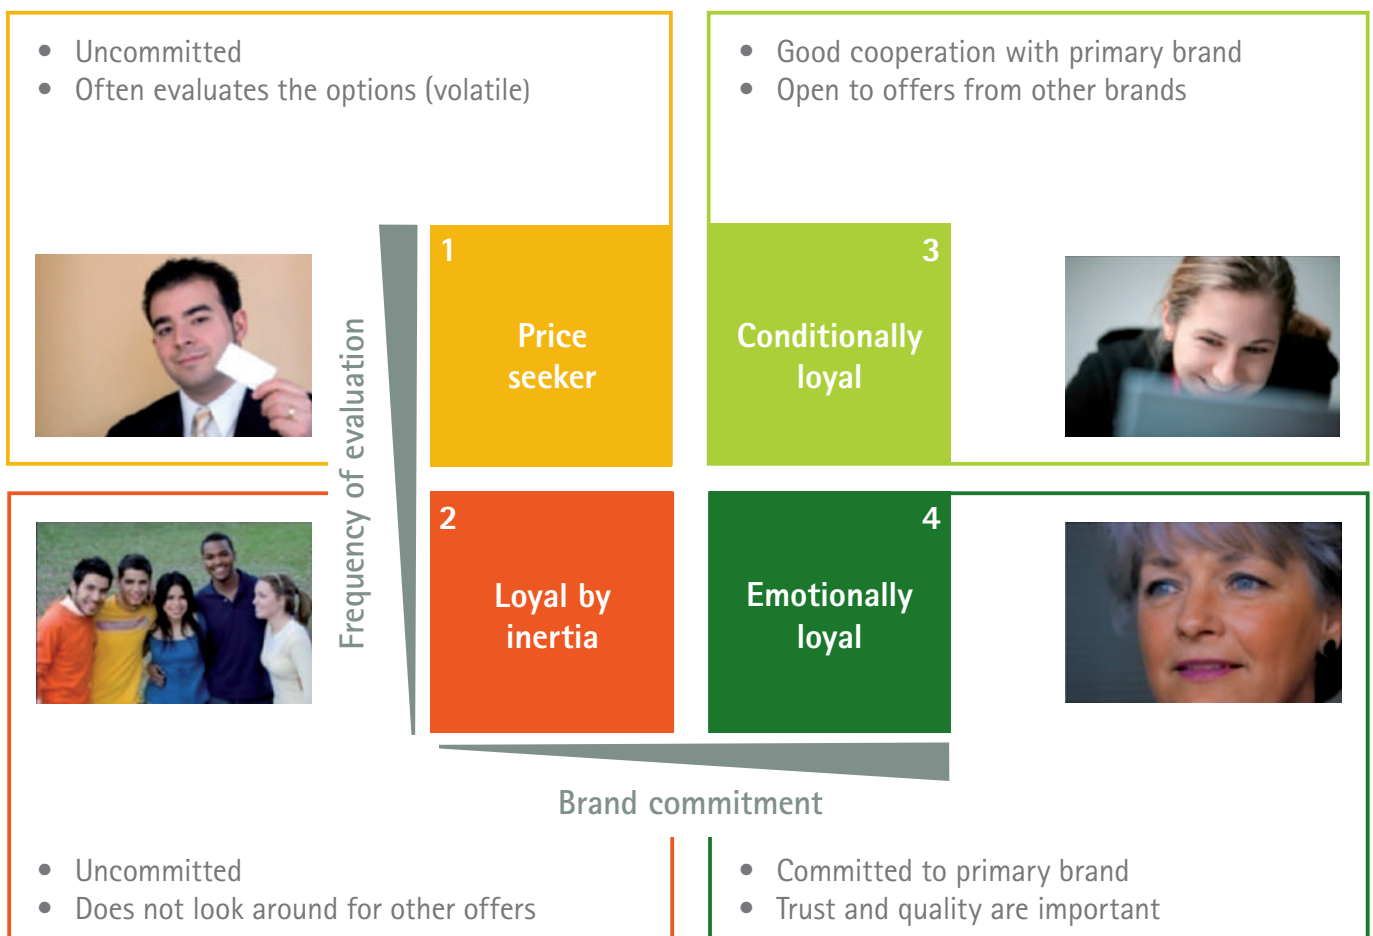 • Uncommitted
• Often evaluates the options (volatile)
• Good cooperation with primary brand
• Open to offers from other brands
1
Price
seeker
3
Conditionally
loyal
Frequency of evaluation
2
Loyal by
inertia
4
Emotionally
loyal
Brand commitment
• Uncommitted
• Does not look around for other offers
• Committed to primary brand
• Trust and quality are important